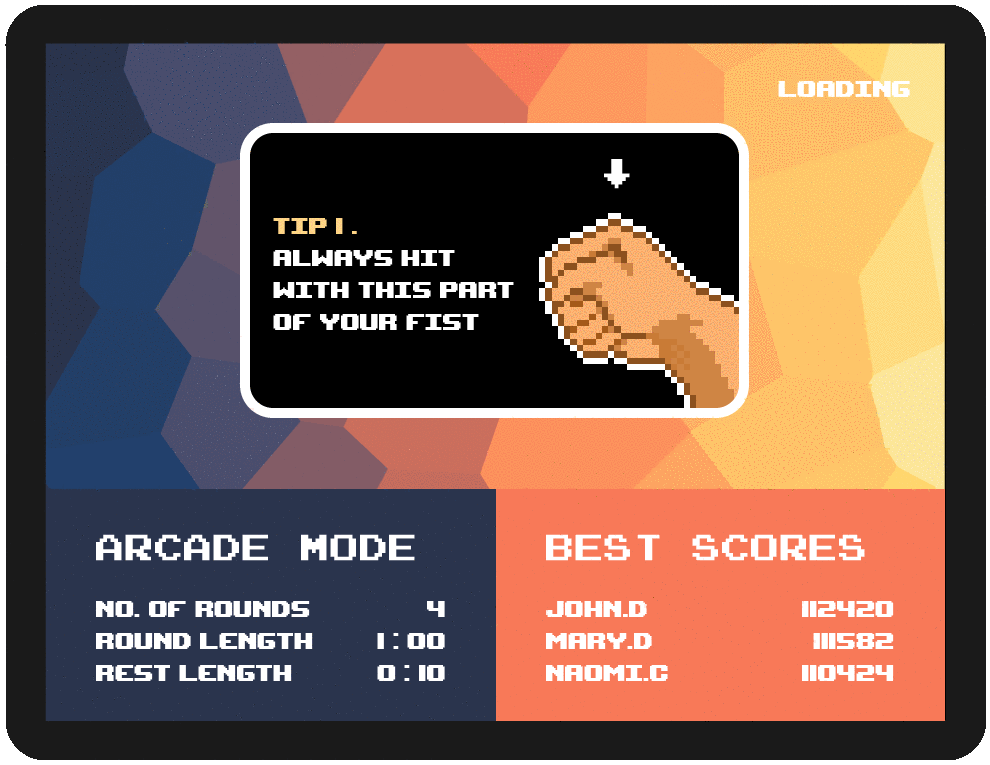 LOADING
TIP 1.
ALWAYS HIT
WITH THIS PART
OF YOUR FIST
ARCADE MODE
NO. OF ROUNDS 4
ROUND LENGTH 1:00
REST LENGTH 0:10
BEST SCORES
JOHN.D 112420
MARY.D 111582
NAOMI.C 110424